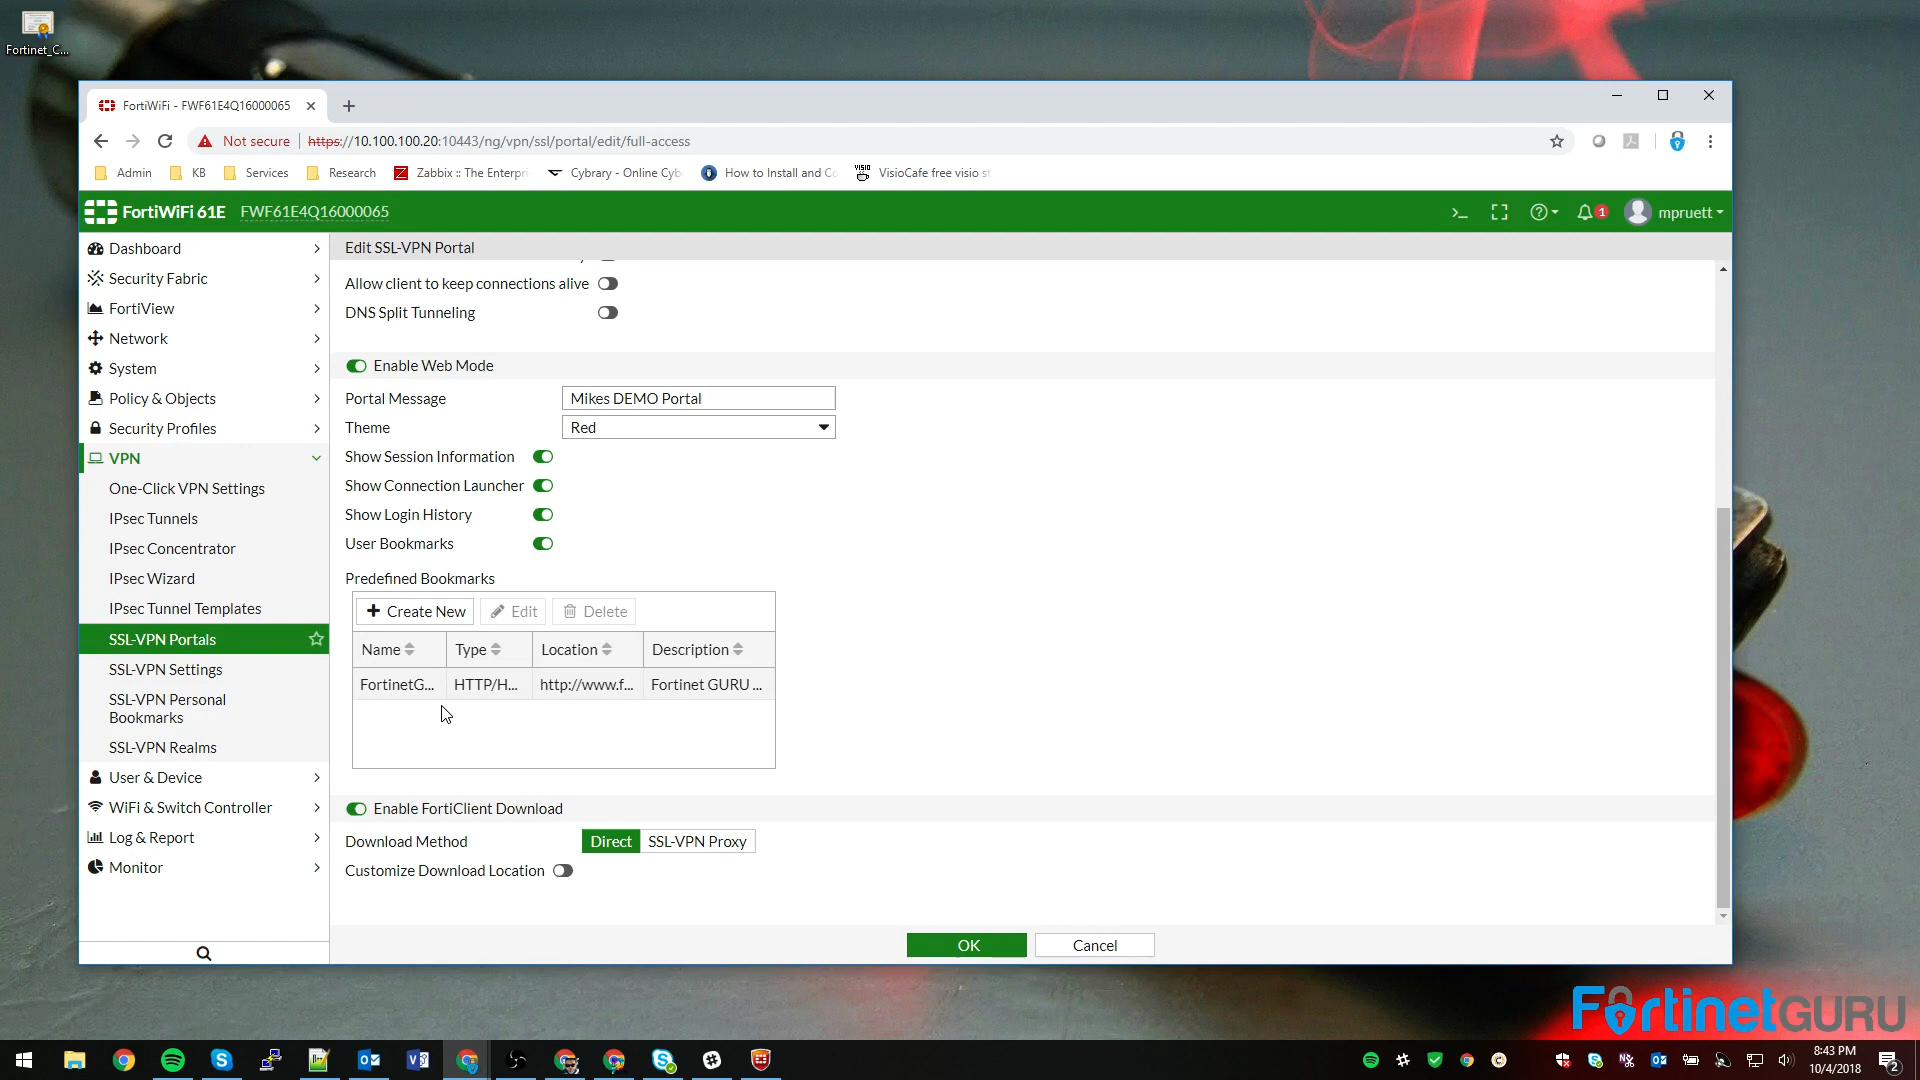 Fortinet_C...
FortiWiFi - FWF61E4Q16000065
Not secure
https://10.100.100.20:10443/ng/vpn/ssl/portal/edit/full-access
Admin
KB
Services
Research
Zabbix :: The Enterpri
Cybrary - Online Cyb
How to Install and Co
VISIO
VisioCafe free visio st
FortiWiFi 61E
FWF61E4Q16000065
1
mpruett
Dashboard
Security Fabric
FortiView
Network
System
Policy & Objects
Security Profiles
VPN
One-Click VPN Settings
IPsec Tunnels
IPsec Concentrator
IPsec Wizard
IPsec Tunnel Templates
SSL-VPN Portals
SSL-VPN Settings
SSL-VPN Personal
Bookmarks
SSL-VPN Realms
User & Device
WiFi & Switch Controller
Log & Report
Monitor
Edit SSL-VPN Portal
Allow client to keep connections alive
DNS Split Tunneling
Enable Web Mode
Portal Message
Mikes DEMO Portal
Theme
Red
Show Session Information
Show Connection Launcher
Show Login History
User Bookmarks
Predefined Bookmarks
Create New
Edit
Delete
Name
Type
Location
Description
FortinetG...
HTTP/H...
http://www.f...
Fortinet GURU ...
Enable FortiClient Download
Download Method
Direct
SSL-VPN Proxy
Customize Download Location
OK
Cancel
FortinetGURU
8:43 PM
10/4/2018
2